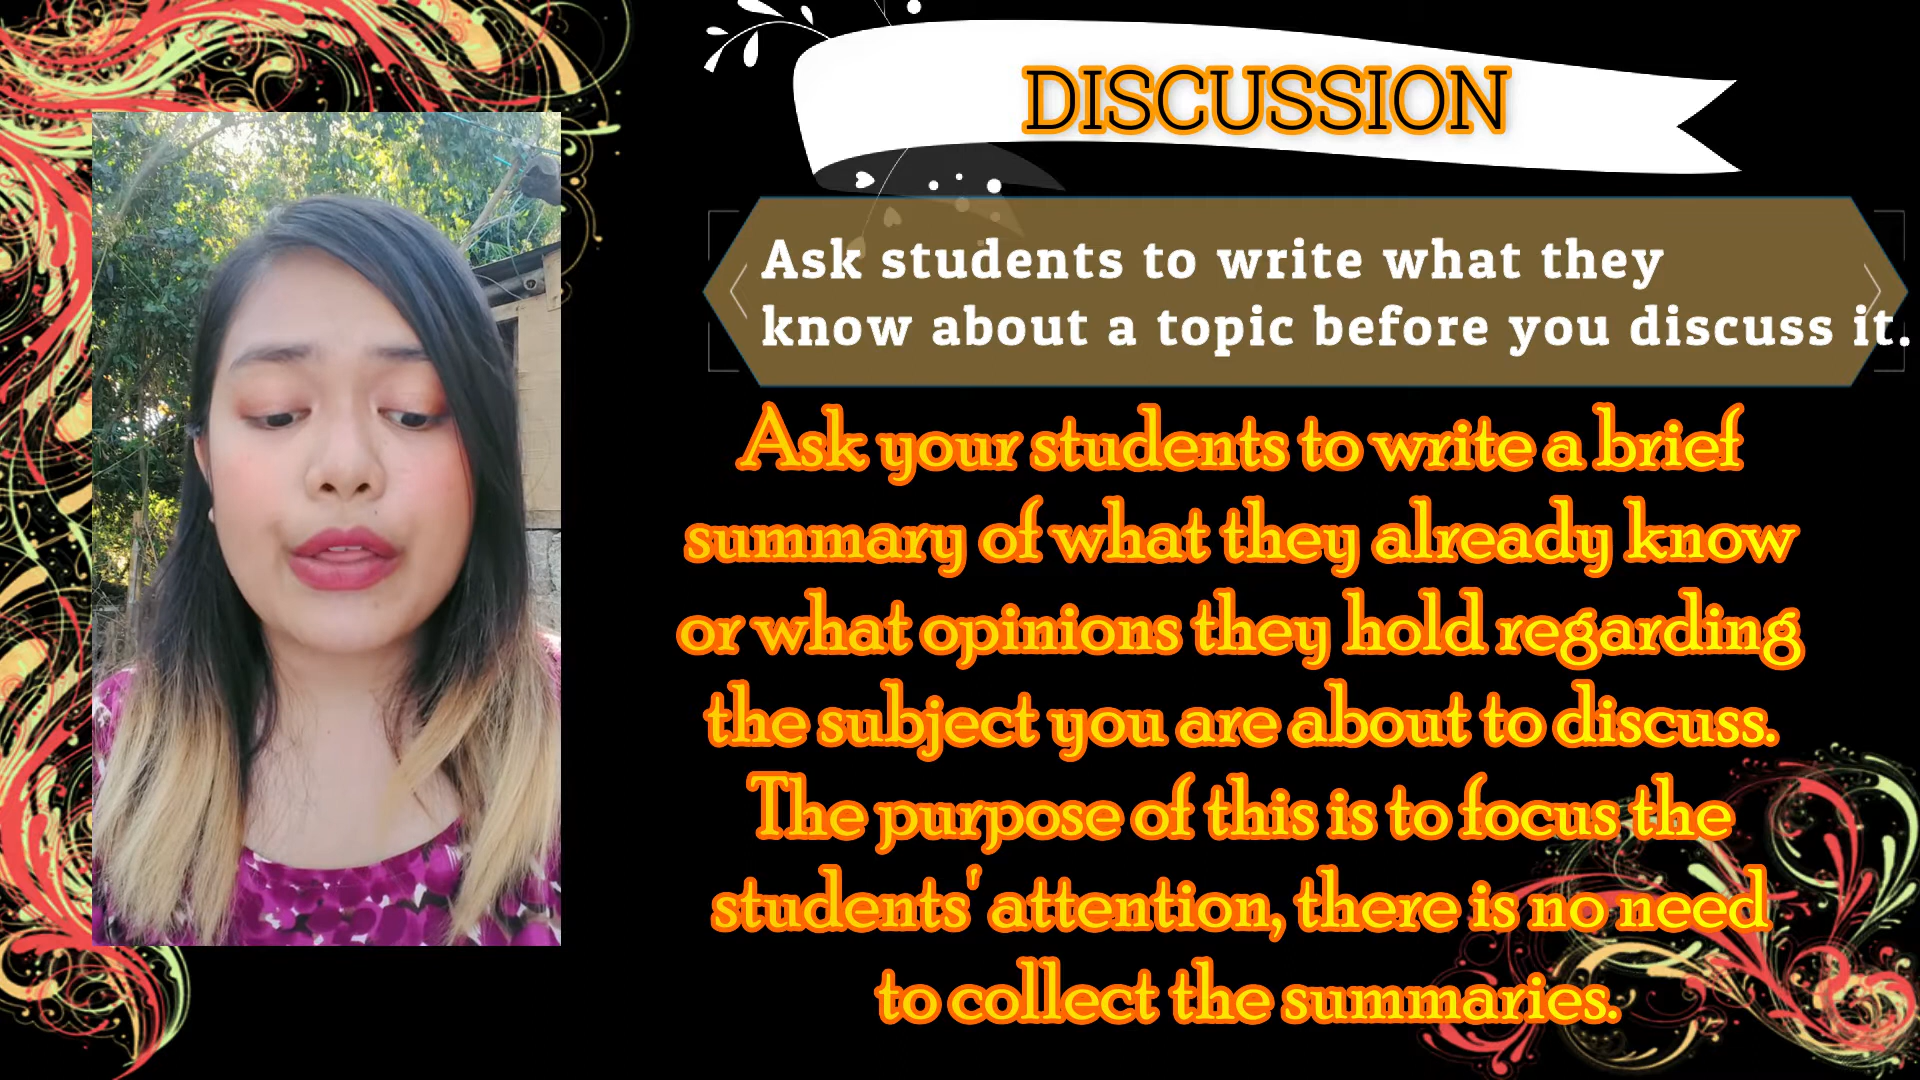 DISCUSSION
Ask students to write what they
know about a topic before you discuss it.
Ask your students to write a brief
summary of what they already know
or what opinions they hold regarding
the subject you are about to discuss.
The purpose of this is to focus the
students' attention, there is no need
to collect the summaries.